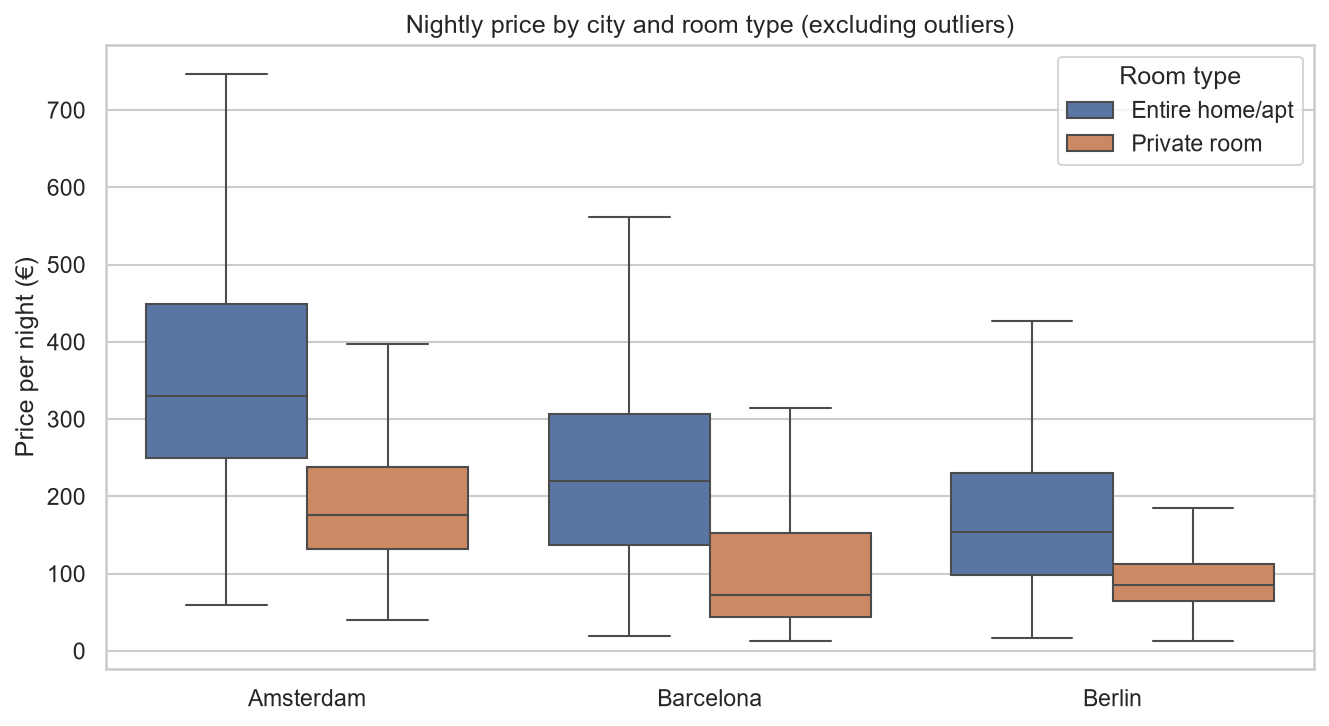 Nightly price by city and room type (excluding outliers)
Room type
Entire home/apt
Private room
Price per night (€)
700
600
500
400
300
200
100
0
Amsterdam
Barcelona
Berlin